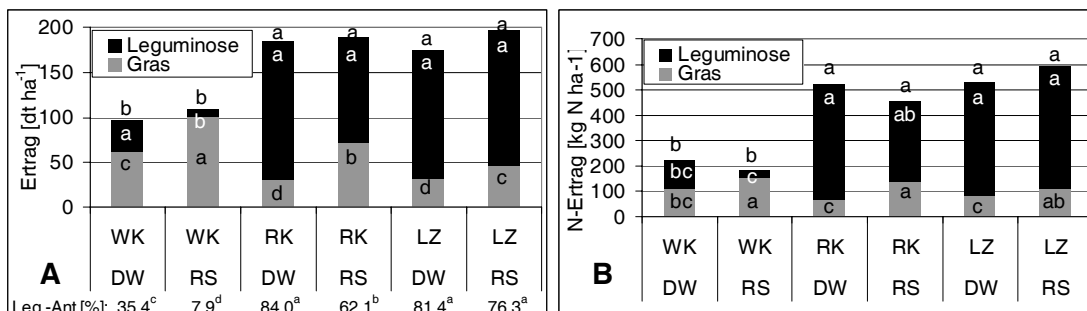 200
150
100
50
0
Ertrag [dt ha-1]
Leguminose
Gras
b b a a a a
a b a a a a
c a d b d c
WK WK RK RK LZ LZ
DW RS DW RS DW RS
A
Leg.-Ant [%]: 35.4c 7.9d 84.0a 62.1b 81.4a 76.3a
700
600
500
400
300
200
100
0
N-Ertrag [kg N ha-1]
Leguminose
Gras
b b a a a a
bc c a ab a a
bc a c a c ab
WK WK RK RK LZ LZ
DW RS DW RS DW RS
B